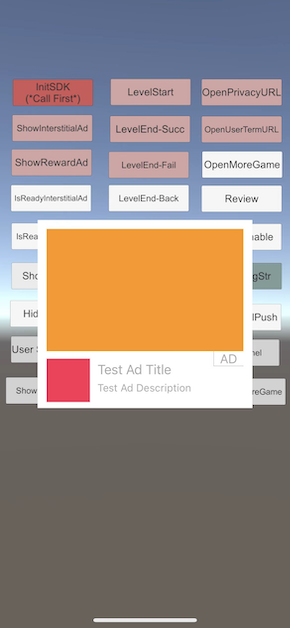 InitSDK
(*Call First*)
LevelStart
OpenPrivacyURL
ShowInterstitialAd
LevelEnd-Succ
OpenUserTermURL
ShowRewardAd
LevelEnd-Fail
OpenMoreGame
IsReadyInterstitialAd
LevelEnd-Back
Review
IsRea
nable
Sho
gStr
Hid
lPush
User S
nel
Show
reGame
AD
Test Ad Title
Test Ad Description